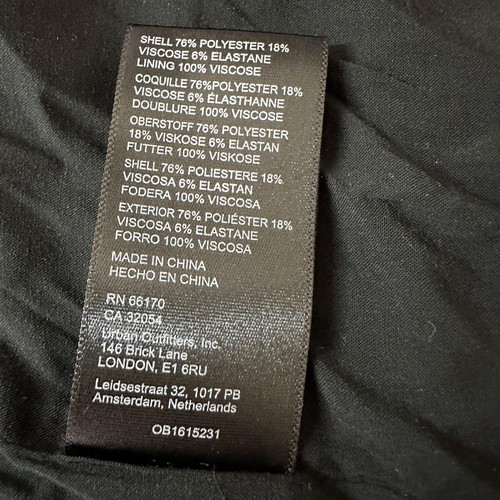 SHELL 76% POLYESTER 18%
VISCOSE 6% ELASTANE
LINING 100% VISCOSE
COQUILLE 76%POLYESTER 18%
VISCOSE 6% ÉLASTHANNE
DOUBLURE 100% VISCOSE
OBERSTOFF 76% POLYESTER
18% VISKOSE 6% ELASTAN
FUTTER 100% VISKOSE
SHELL 76% POLIESTERE 18%
VISCOSA 6% ELASTAN
FODERA 100% VISCOSA
EXTERIOR 76% POLIÉSTER 18%
VISCOSA 6% ELASTANE
FORRO 100% VISCOSA
MADE IN CHINA
HECHO EN CHINA
RN 66170
CA 32054
Urban Outfitters, Inc.
146 Brick Lane
LONDON, E1 6RU
Leidsestraat 32, 1017 PB
Amsterdam, Netherlands
OB1615231